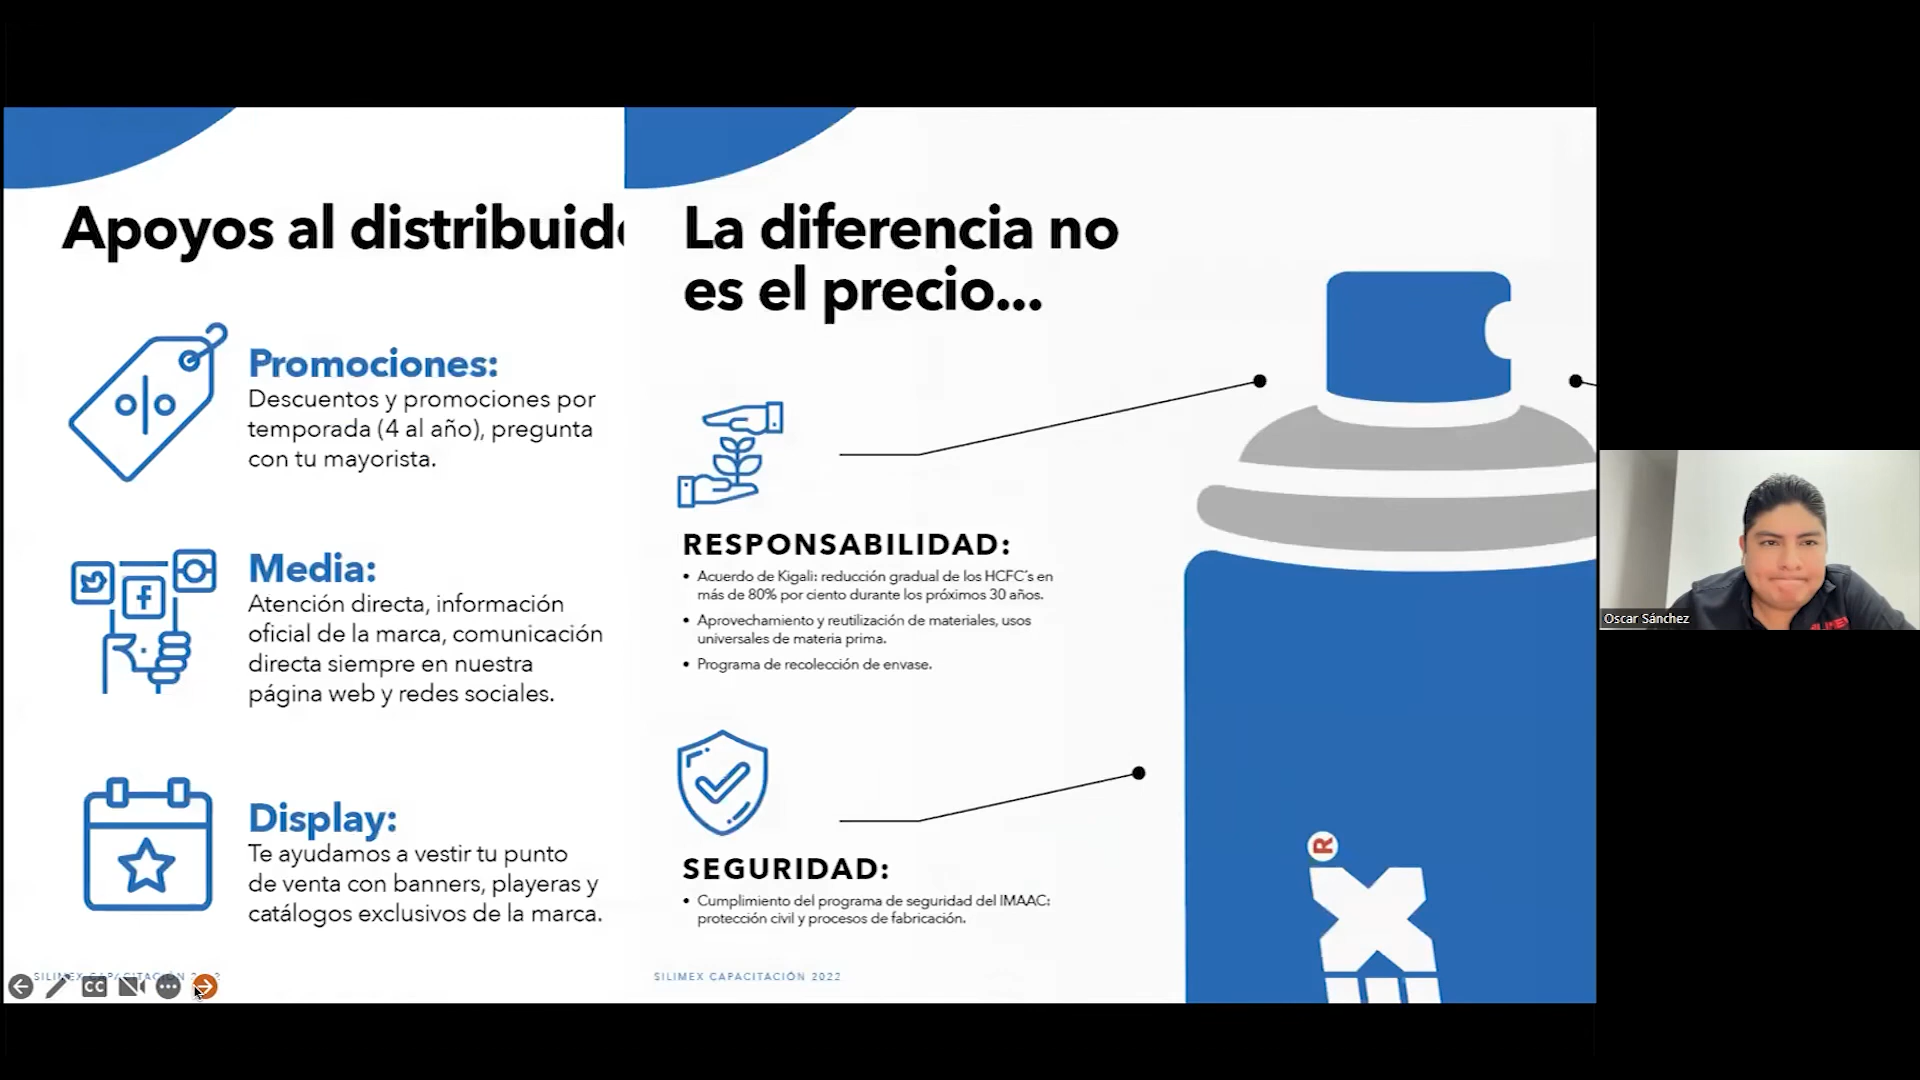 Apoyos al distribuido
Promociones:
Descuentos y promociones por
temporada (4 al año), pregunta
con tu mayorista.
Media:
Atención directa, información
oficial de la marca, comunicación
directa siempre en nuestra
página web y redes sociales.
Display:
Te ayudamos a vestir tu punto
de venta con banners, playeras y
catálogos exclusivos de la marca.
SILIMEX CAPACITACIÓN 2022
CC
La diferencia no
es el precio...
RESPONSABILIDAD:
• Acuerdo de Kigali: reducción gradual de los HCFC's en
más de 80% por ciento durante los próximos 30 años.
• Aprovechamiento y reutilización de materiales, usos
universales de materia prima.
• Programa de recolección de envase.
SEGURIDAD:
• Cumplimiento del programa de seguridad del IMAAC:
protección civil y procesos de fabricación.
SILIMEX CAPACITACIÓN 2022
R
Oscar Sánchez